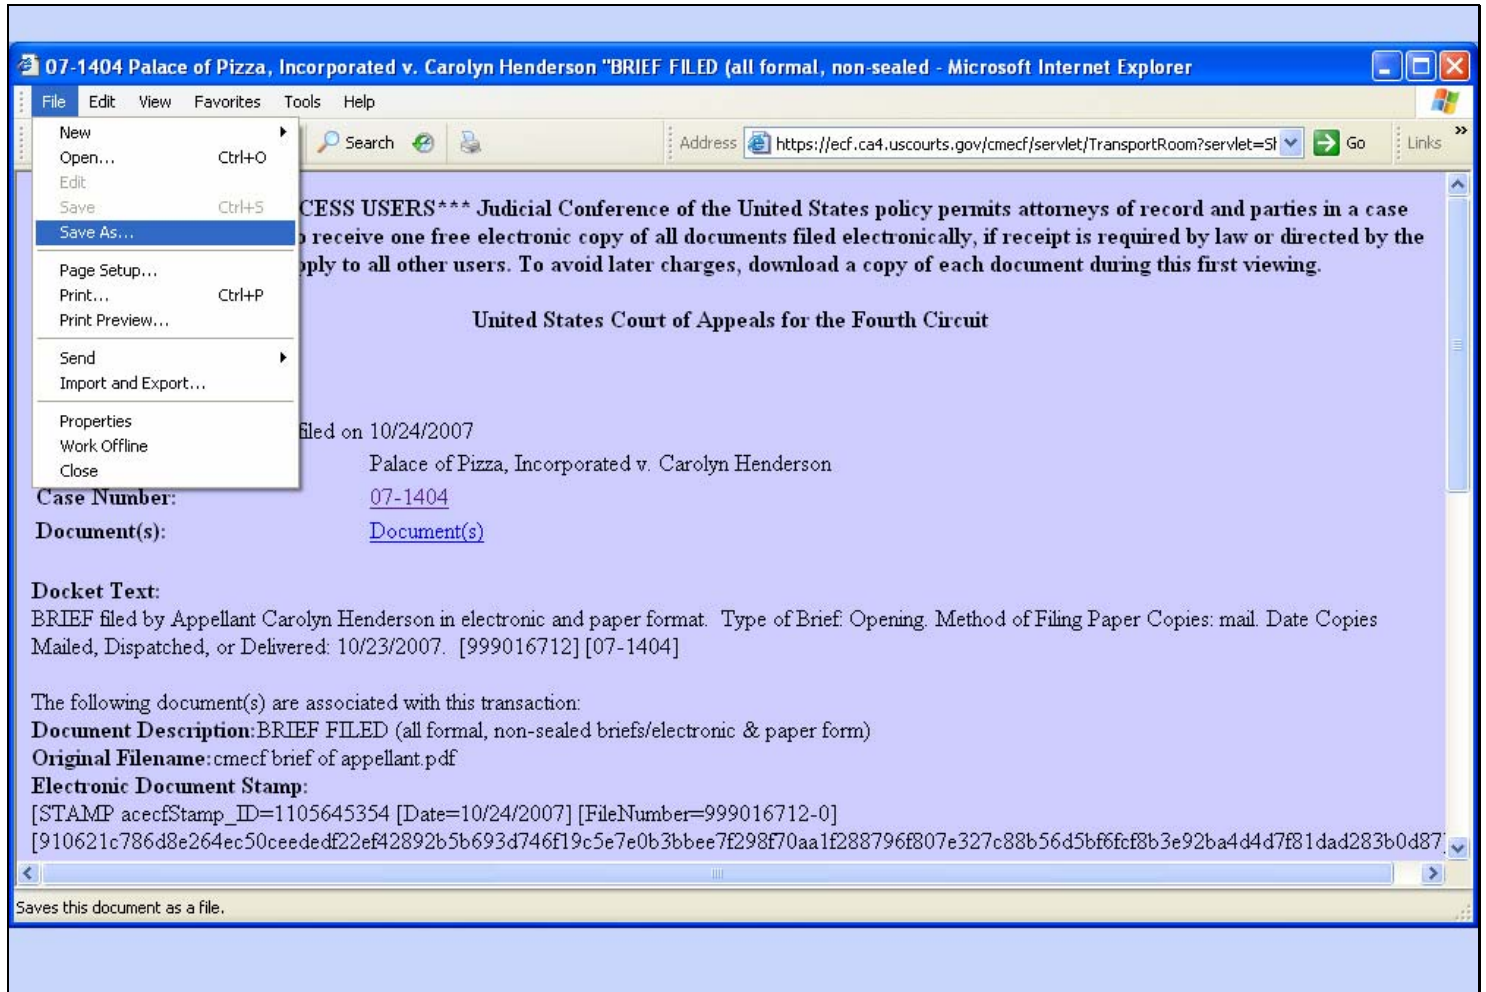 07-1404 Palace of Pizza, Incorporated v. Carolyn Henderson "BRIEF FILED (all formal, non-sealed - Microsoft Internet Explorer
File Edit View Favorites Tools Help
Search Address https://ecf.ca4.uscourts.gov/cmecf/servlet/TransportRoom?servlet=Sh Go Links »
New
Open... Ctrl+O
Edit
Save Ctrl+S
Save As...
Page Setup...
Print... Ctrl+P
Print Preview...
Send
Import and Export...
Properties
Work Offline
Close
CESS USERS*** Judicial Conference of the United States policy permits attorneys of record and parties in a case
receive one free electronic copy of all documents filed electronically, if receipt is required by law or directed by the
pply to all other users. To avoid later charges, download a copy of each document during this first viewing.
United States Court of Appeals for the Fourth Circuit
filed on 10/24/2007
Palace of Pizza, Incorporated v. Carolyn Henderson
Case Number: 07-1404
Document(s): Document(s)
Docket Text:
BRIEF filed by Appellant Carolyn Henderson in electronic and paper format. Type of Brief: Opening. Method of Filing Paper Copies: mail. Date Copies
Mailed, Dispatched, or Delivered: 10/23/2007. [999016712] [07-1404]
The following document(s) are associated with this transaction:
Document Description:BRIEF FILED (all formal, non-sealed briefs/electronic & paper form)
Original Filename:cmecf brief of appellant.pdf
Electronic Document Stamp:
[STAMP acecfStamp_ID=1105645354 [Date=10/24/2007] [FileNumber=999016712-0]
[910621c786d8e264ec50ceededf22ef42892b5b693d746f19c5e7e0b3bbee7f298f70aa1f288796f807e327c88b56d5bf6fcf8b3e92ba4d4d7f81dad283b0d87]
Saves this document as a file.